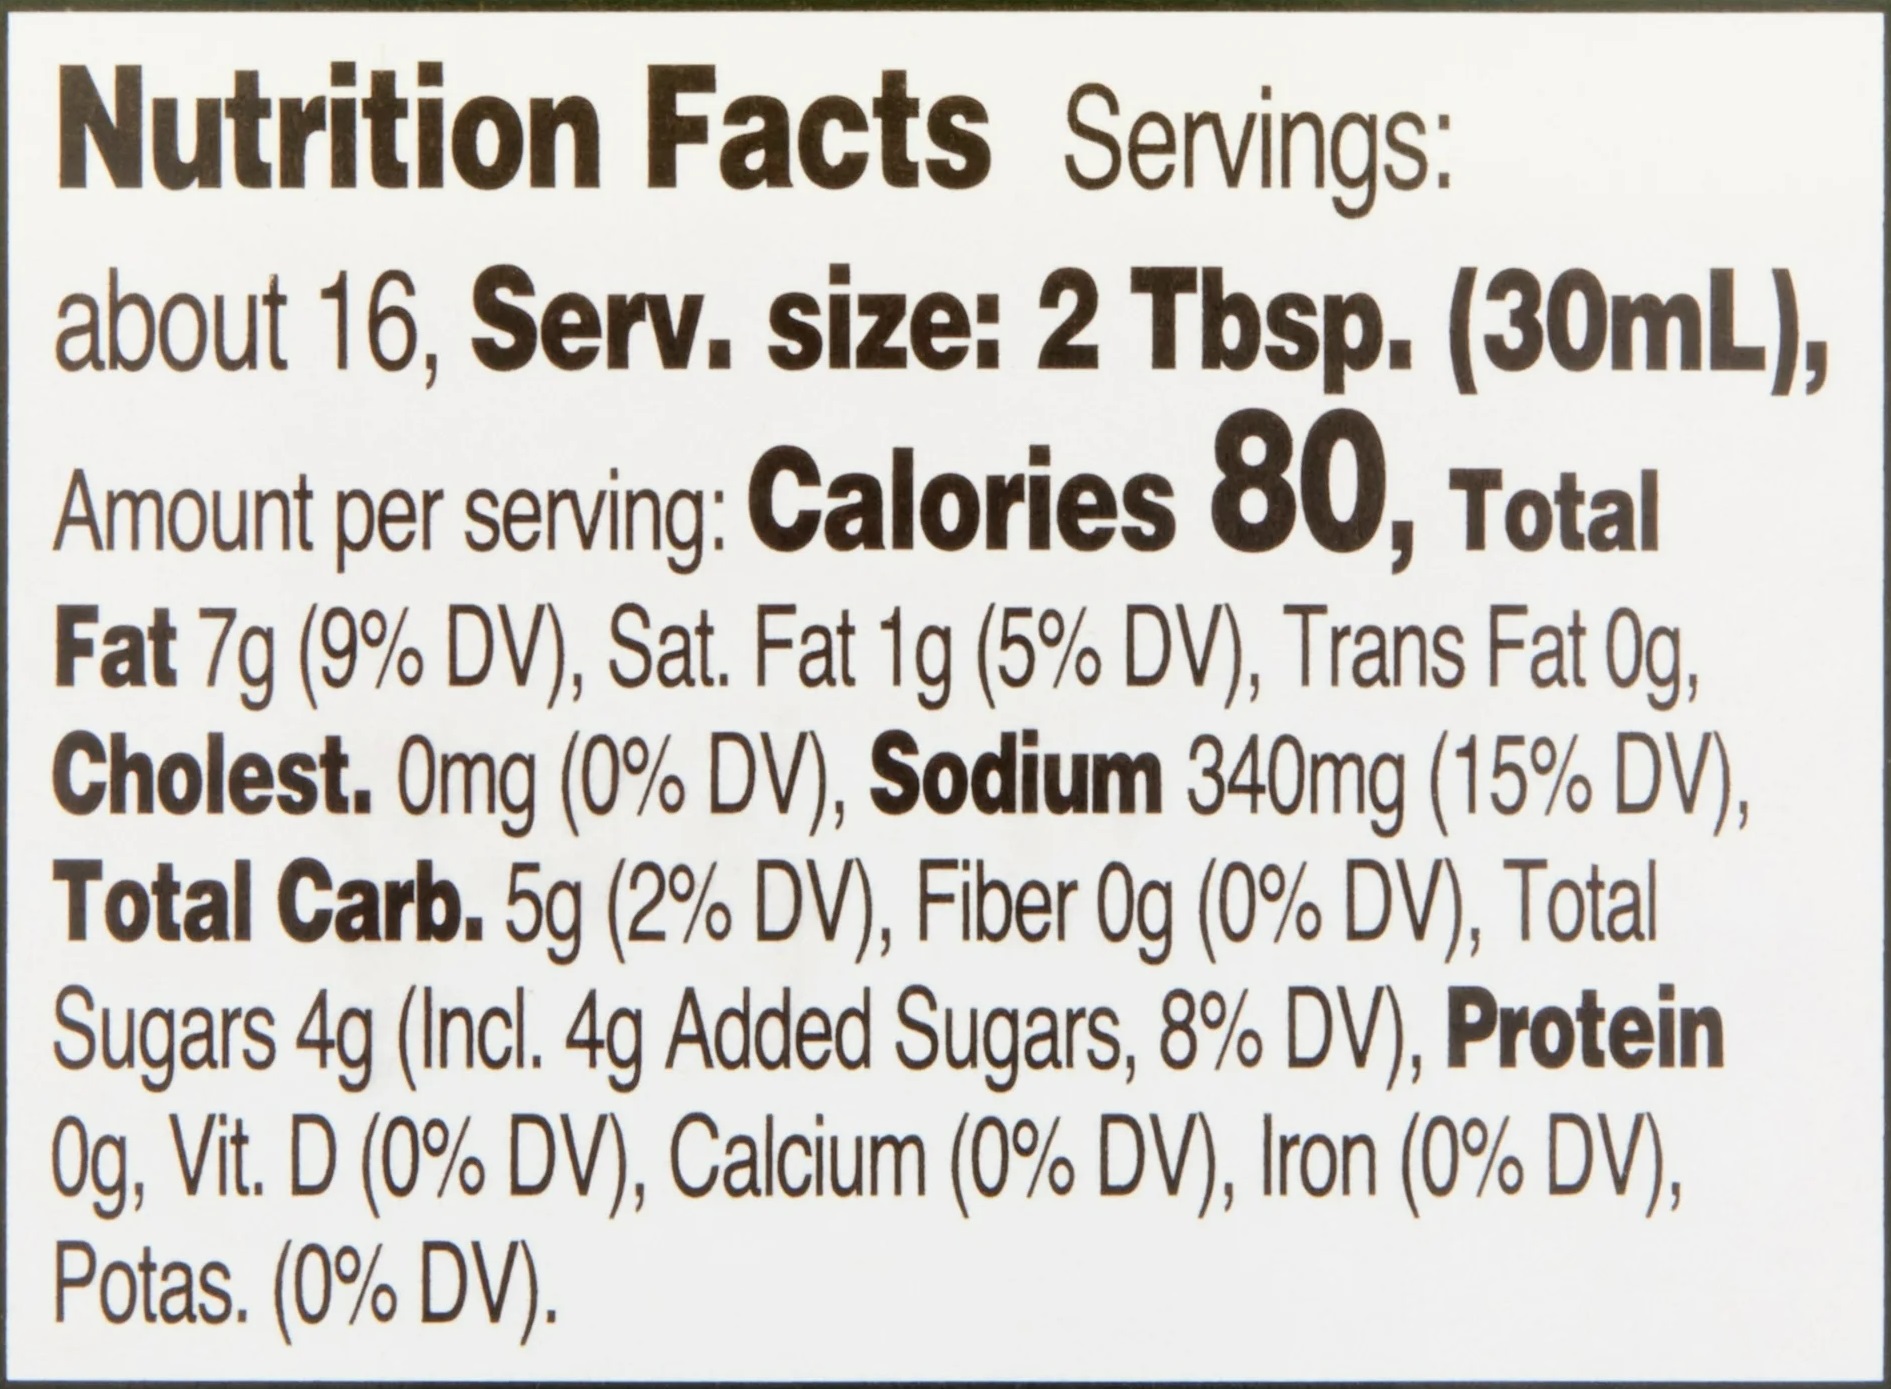 Nutrition Facts Servings:
about 16, Serv. size: 2 Tbsp. (30mL),
Amount per serving: Calories 80, Total
Fat 7g (9% DV), Sat. Fat 1g (5% DV), Trans Fat 0g,
Cholest. 0mg (0% DV), Sodium 340mg (15% DV),
Total Carb. 5g (2% DV), Fiber 0g (0% DV), Total
Sugars 4g (Incl. 4g Added Sugars, 8% DV), Protein
0g, Vit. D (0% DV), Calcium (0% DV), Iron (0% DV),
Potas. (0% DV).